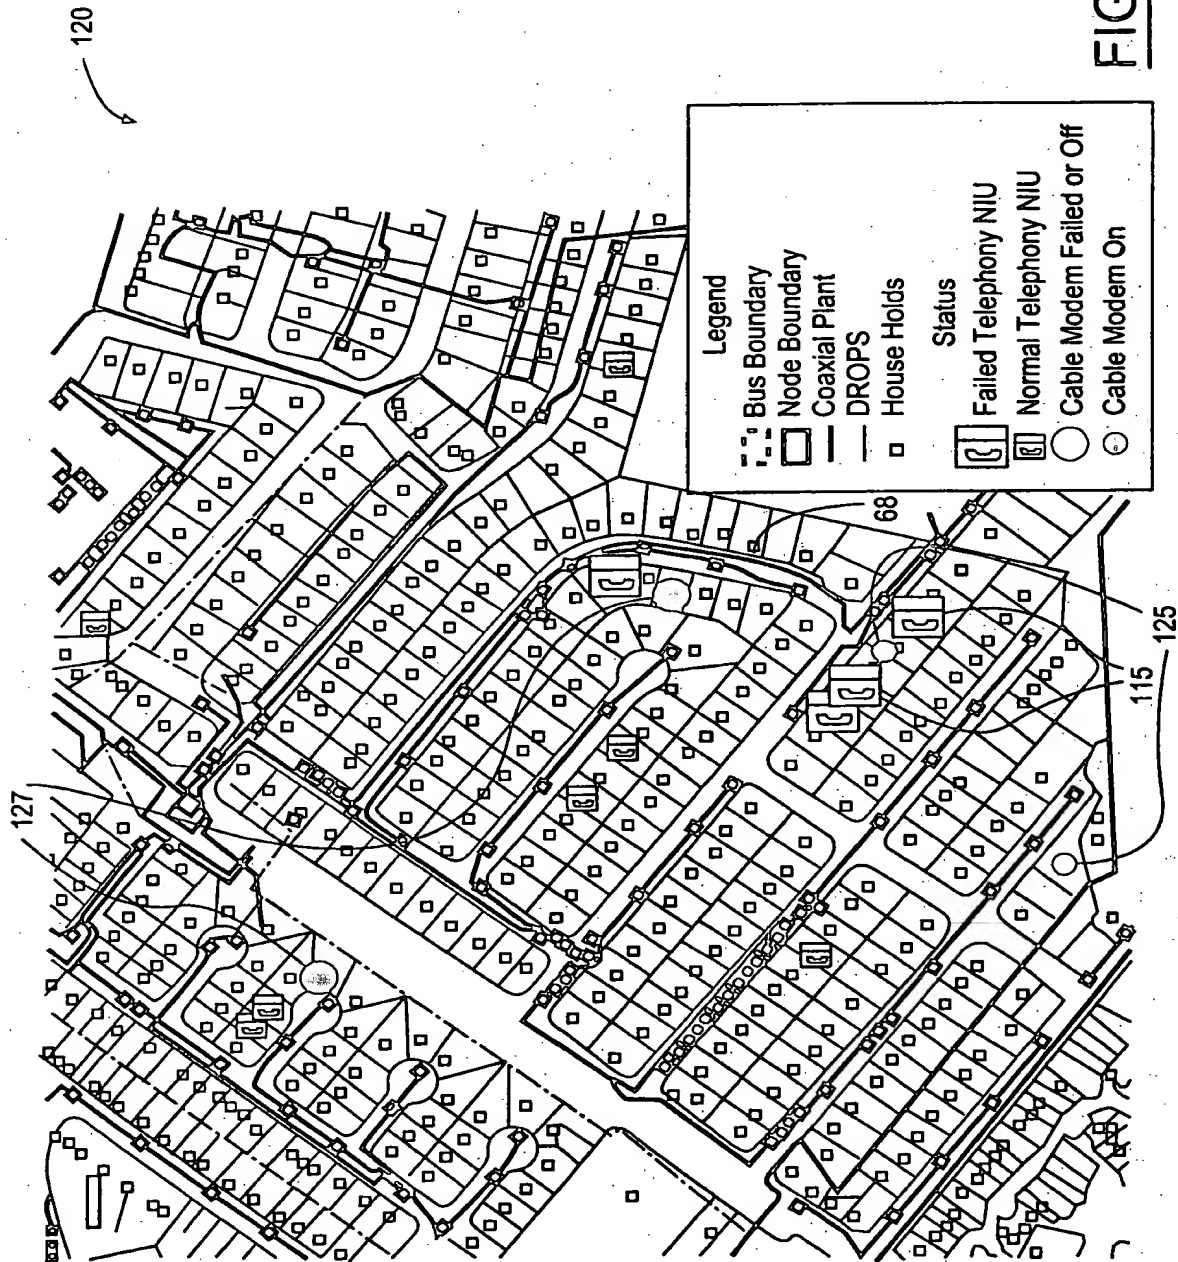 120
FIG
Legend
Bus Boundary
Node Boundary
Coaxial Plant
DROPS
House Holds
Status
Failed Telephony NIU
Normal Telephony NIU
Cable Modem Failed or Off
Cable Modem On
127
68
115
125